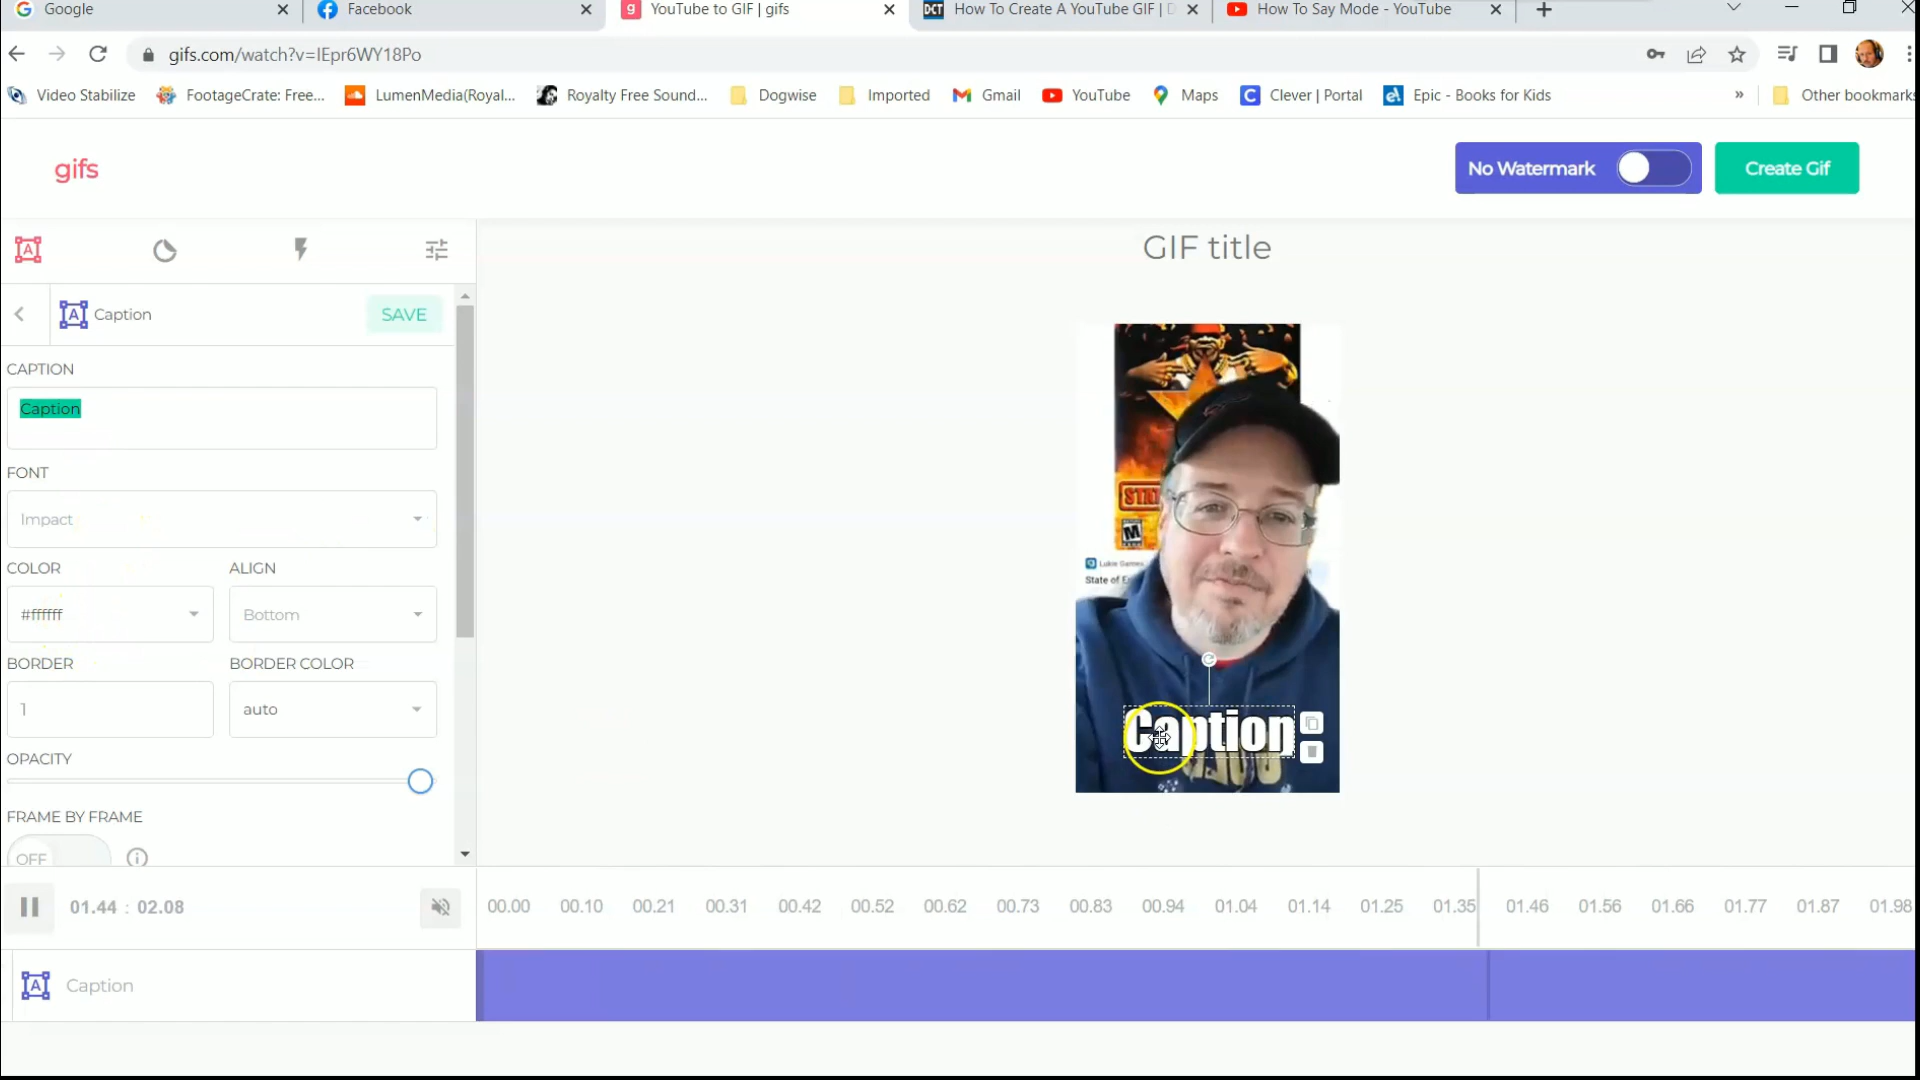 Google
Facebook
YouTube to GIF | gifs
How To Create A YouTube GIF | D
How To Say Mode - YouTube
gifs.com/watch?v=IEpr6WY18Po
Video Stabilize
FootageCrate: Free...
LumenMedia(Royal...
Royalty Free Sound...
Dogwise
Imported
Gmail
YouTube
Maps
Clever | Portal
Epic - Books for Kids
»
Other bookmarks
gifs
No Watermark
Create Gif
GIF title
Caption
SAVE
CAPTION
Caption
FONT
Impact
COLOR
ALIGN
#ffffff
Bottom
BORDER
BORDER COLOR
1
auto
OPACITY
FRAME BY FRAME
OFF
M
Lukie Games
State of E
Caption
01.44 : 02.08
00.00 00.10 00.21 00.31 00.42 00.52 00.62 00.73 00.83 00.94 01.04 01.14 01.25 01.35 01.46 01.56 01.66 01.77 01.87 01.98
Caption